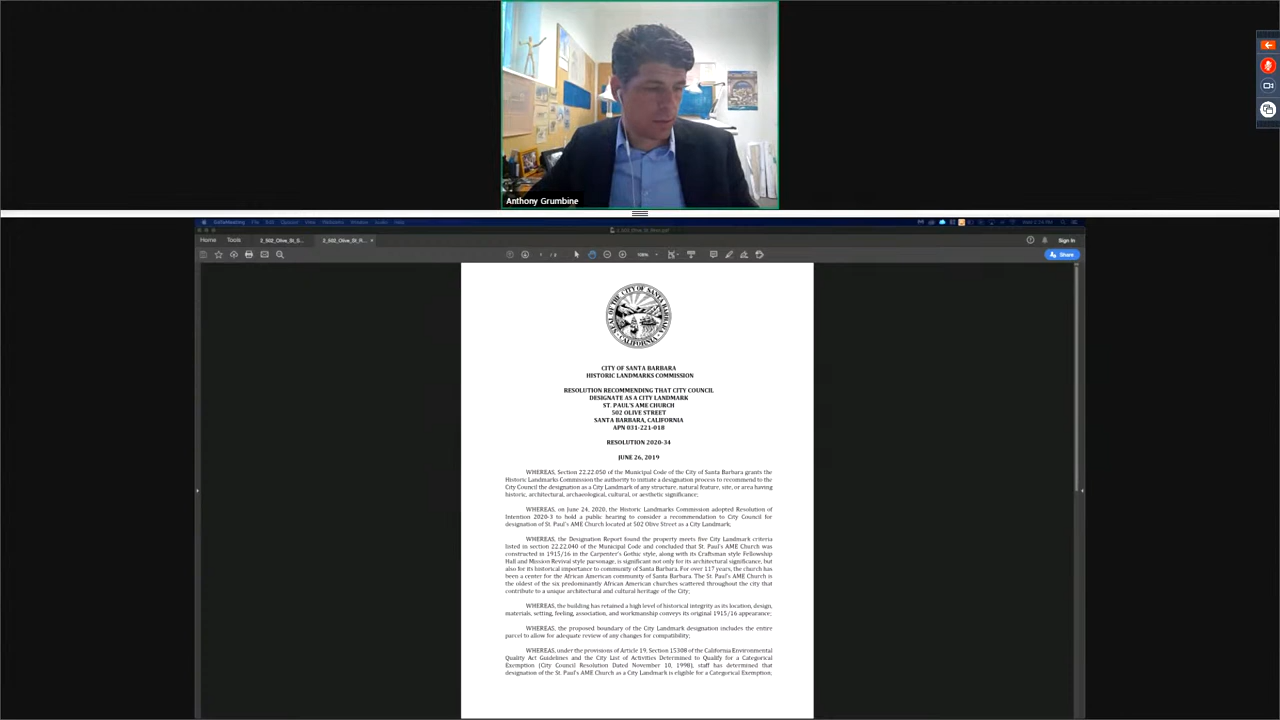 Anthony Grumbine
Home
Tools
2_502_Olive_St_S...
2_502_Olive_St_R...
Sign In
Share
SEAL OF THE CITY OF SANTA BARBARA
CALIFORNIA
CITY OF SANTA BARBARA
HISTORIC LANDMARKS COMMISSION
RESOLUTION RECOMMENDING THAT CITY COUNCIL
DESIGNATE AS A CITY LANDMARK
ST. PAUL'S AME CHURCH
502 OLIVE STREET
SANTA BARBARA, CALIFORNIA
APN 031-221-018
RESOLUTION 2020-34
JUNE 26, 2019
WHEREAS, Section 22.22.050 of the Municipal Code of the City of Santa Barbara grants the
Historic Landmarks Commission the authority to initiate a designation process to recommend to the
City Council the designation as a City Landmark of any structure, natural feature, site, or area having
historic, architectural, archaeological, cultural, or aesthetic significance;
WHEREAS, on June 24, 2020, the Historic Landmarks Commission adopted Resolution of
Intention 2020-3 to hold a public hearing to consider a recommendation to City Council for
designation of St. Paul's AME Church located at 502 Olive Street as a City Landmark;
WHEREAS, the Designation Report found the property meets five City Landmark criteria
listed in section 22.22.040 of the Municipal Code and concluded that St. Paul's AME Church was
constructed in 1915/16 in the Carpenter's Gothic style, along with its Craftsman style Fellowship
Hall and Mission Revival style parsonage, is significant not only for its architectural significance, but
also for its historical importance to community of Santa Barbara. For over 117 years, the church has
been a center for the African American community of Santa Barbara. The St. Paul's AME Church is
the oldest of the six predominantly African American churches scattered throughout the city that
contribute to a unique architectural and cultural heritage of the City;
WHEREAS, the building has retained a high level of historical integrity as its location, design,
materials, setting, feeling, association, and workmanship conveys its original 1915/16 appearance;
WHEREAS, the proposed boundary of the City Landmark designation includes the entire
parcel to allow for adequate review of any changes for compatibility;
WHEREAS, under the provisions of Article 19, Section 15308 of the California Environmental
Quality Act Guidelines and the City List of Activities Determined to Qualify for a Categorical
Exemption (City Council Resolution Dated November 10, 1998), staff has determined that
designation of the St. Paul's AME Church as a City Landmark is eligible for a Categorical Exemption;